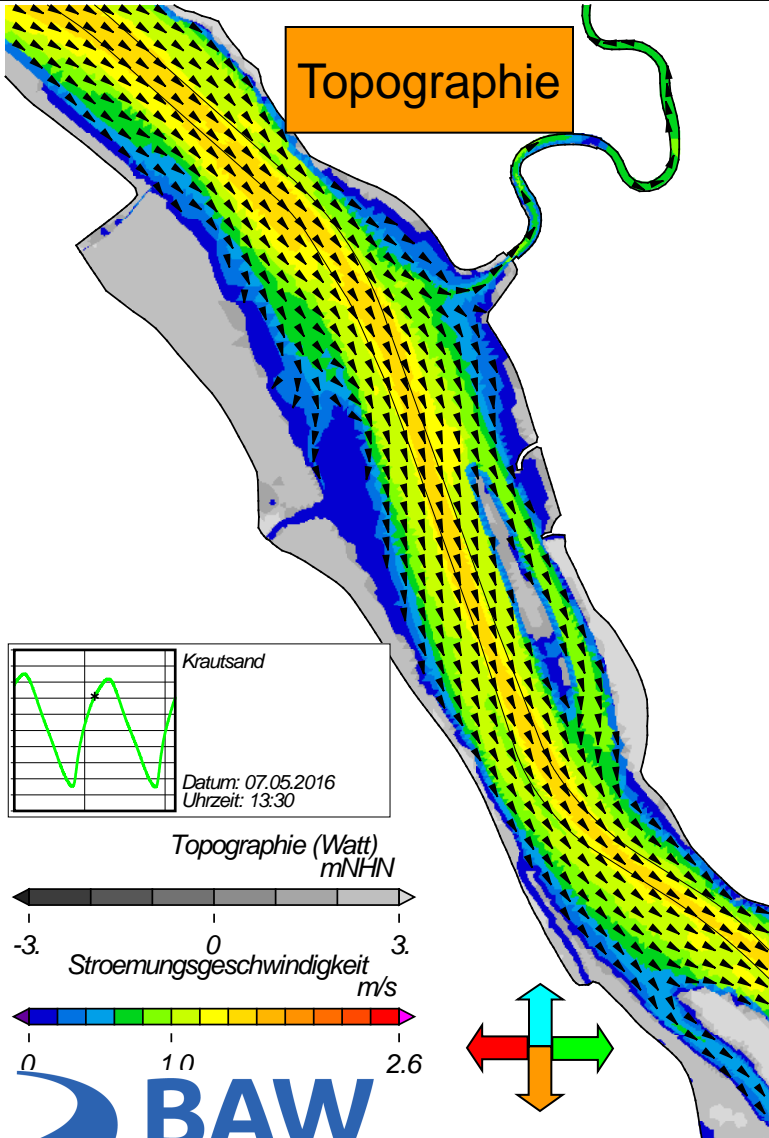 Topographie
Krautsand
Datum: 07.05.2016
Uhrzeit: 13:30
Topographie (Watt)
mNHN
-3. 0 3.
Stroemungsgeschwindigkeit
m/s
0 1.0 2.6
BAW